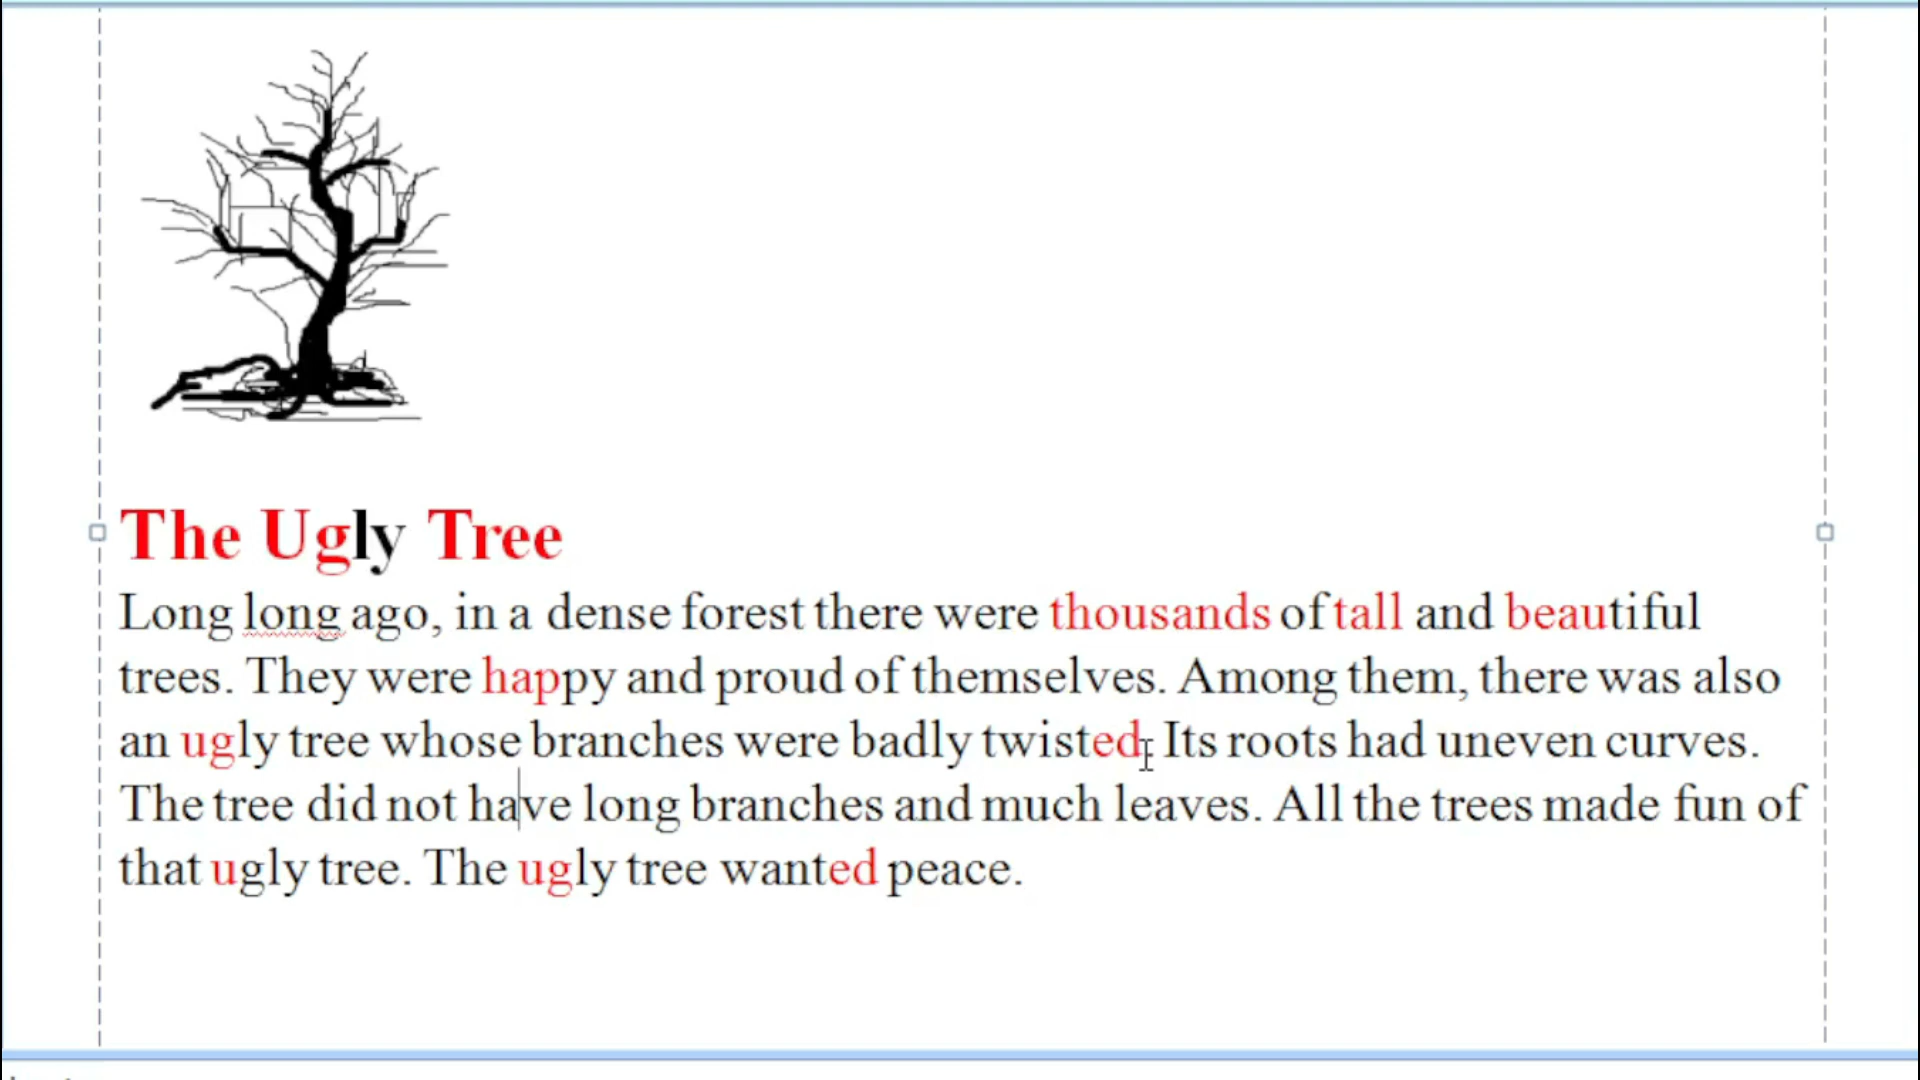 The Ugly Tree
Long long ago, in a dense forest there were thousands of tall and beautiful
trees. They were happy and proud of themselves. Among them, there was also
an ugly tree whose branches were badly twisted. Its roots had uneven curves.
The tree did not have long branches and much leaves. All the trees made fun of
that ugly tree. The ugly tree wanted peace.